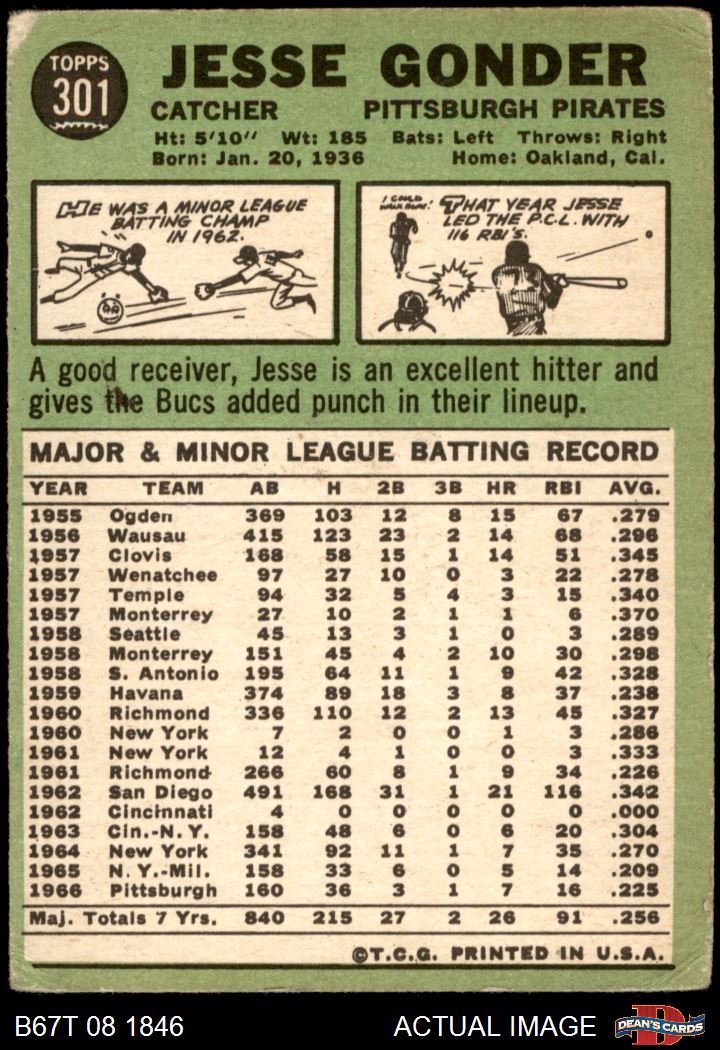 TOPPS
301
JESSE GONDER
CATCHER PITTSBURGH PIRATES
Ht: 5'10" Wt: 185 Bats: Left Throws: Right
Born: Jan. 20, 1936 Home: Oakland, Cal.
HE WAS A MINOR LEAGUE
BATTING CHAMP
IN 1962.
I COULD
WALK HOME!
THAT YEAR JESSE
LED THE P.C.L. WITH
116 RBI'S.
A good receiver, Jesse is an excellent hitter and
gives the Bucs added punch in their lineup.
MAJOR & MINOR LEAGUE BATTING RECORD
YEAR TEAM AB H 2B 3B HR RBI AVG.
1955 Ogden 369 103 12 8 15 67 .279
1956 Wausau 415 123 23 2 14 68 .296
1957 Clovis 168 58 15 1 14 51 .345
1957 Wenatchee 97 27 10 0 3 22 .278
1957 Temple 94 32 5 4 3 15 .340
1957 Monterrey 27 10 2 1 1 6 .370
1958 Seattle 45 13 3 1 0 3 .289
1958 Monterrey 151 45 4 2 10 30 .298
1958 S. Antonio 195 64 11 1 9 42 .328
1959 Havana 374 89 18 3 8 37 .238
1960 Richmond 336 110 12 2 13 45 .327
1960 New York 7 2 0 0 1 3 .286
1961 New York 12 4 1 0 0 3 .333
1961 Richmond 266 60 8 1 9 34 .226
1962 San Diego 491 168 31 1 21 116 .342
1962 Cincinnati 4 0 0 0 0 0 .000
1963 Cin.-N.Y. 158 48 6 0 6 20 .304
1964 New York 341 92 11 1 7 35 .270
1965 N.Y.-Mil. 158 33 6 0 5 14 .209
1966 Pittsburgh 160 36 3 1 7 16 .225
Maj. Totals 7 Yrs. 840 215 27 2 26 91 .256
©T.C.G. PRINTED IN U.S.A.
B67T 08 1846 ACTUAL IMAGE
D
DEAN'S CARDS